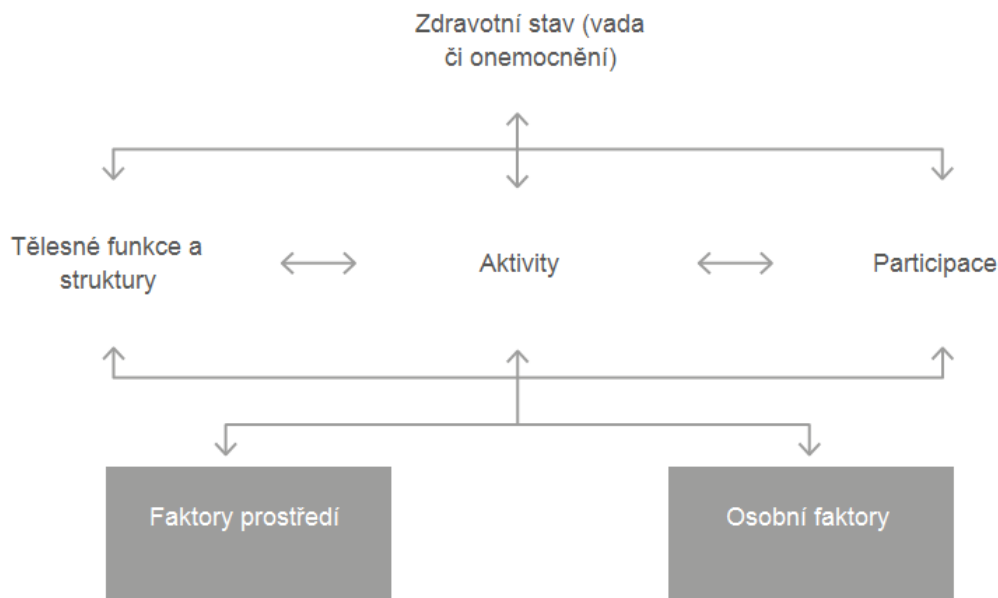 Zdravotní stav (vada
či onemocnění)
Tělesné funkce a
struktury
Aktivity
Participace
Faktory prostředí
Osobní faktory